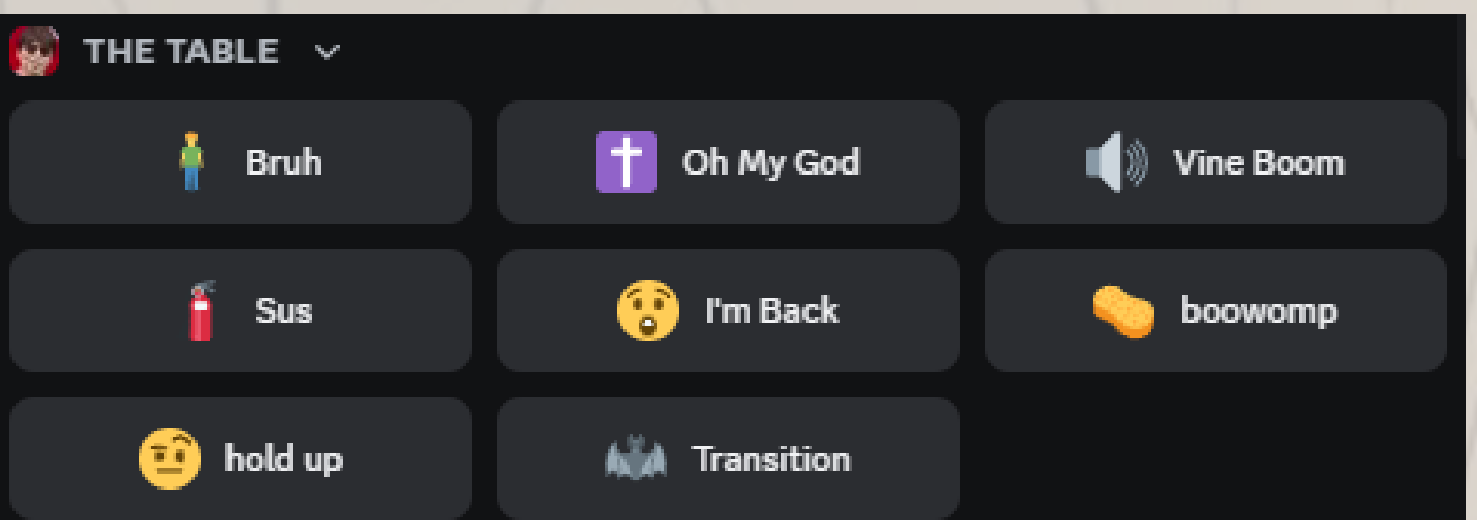 THE TABLE
Bruh
Oh My God
Vine Boom
Sus
I'm Back
boowomp
hold up
Transition